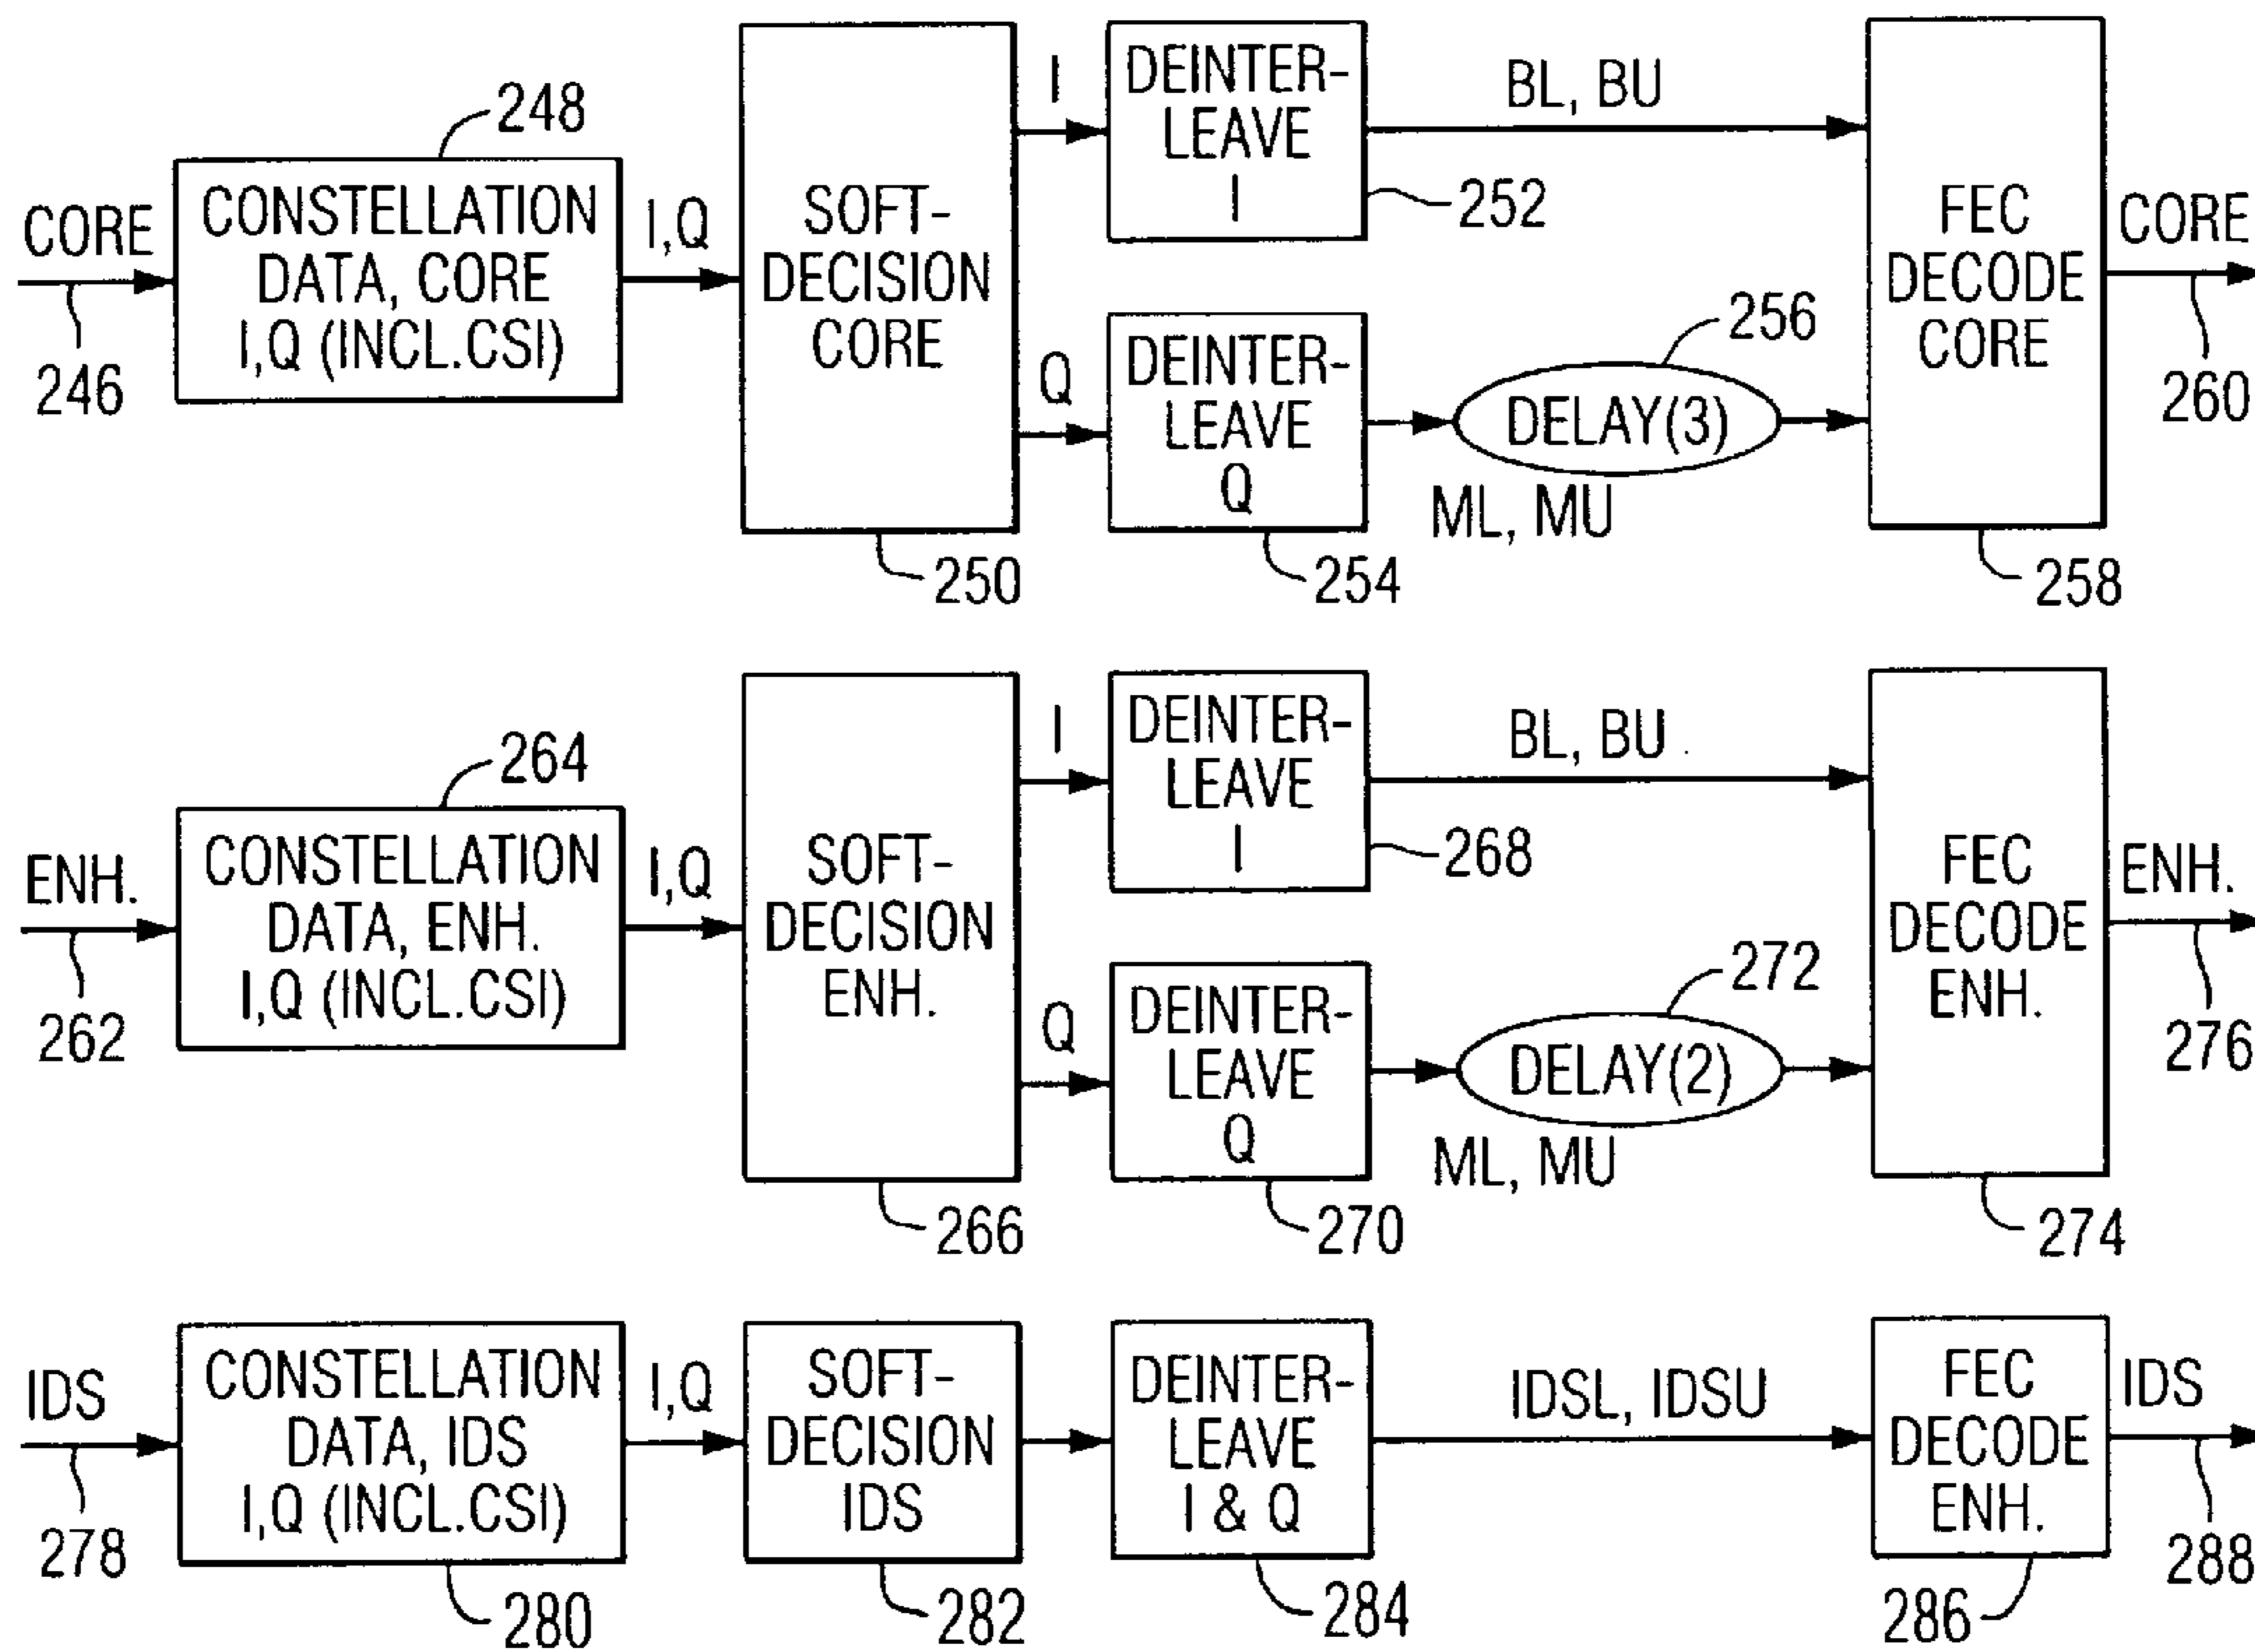 248
CORE
246
CONSTELLATION
DATA, CORE
I,Q (INCL.CSI)
I,Q
SOFT-
DECISION
CORE
250
I
DEINTER-
LEAVE
I
252
BL, BU
Q
DEINTER-
LEAVE
Q
254
256
DELAY(3)
ML, MU
FEC
DECODE
CORE
258
CORE
260
264
ENH.
262
CONSTELLATION
DATA, ENH.
I,Q (INCL.CSI)
I,Q
SOFT-
DECISION
ENH.
266
I
DEINTER-
LEAVE
I
268
BL, BU
Q
DEINTER-
LEAVE
Q
270
272
DELAY(2)
ML, MU
FEC
DECODE
ENH.
274
ENH.
276
IDS
278
CONSTELLATION
DATA, IDS
I,Q (INCL.CSI)
280
I,Q
SOFT-
DECISION
IDS
282
DEINTER-
LEAVE
I & Q
284
IDSL, IDSU
FEC
DECODE
ENH.
286
IDS
288